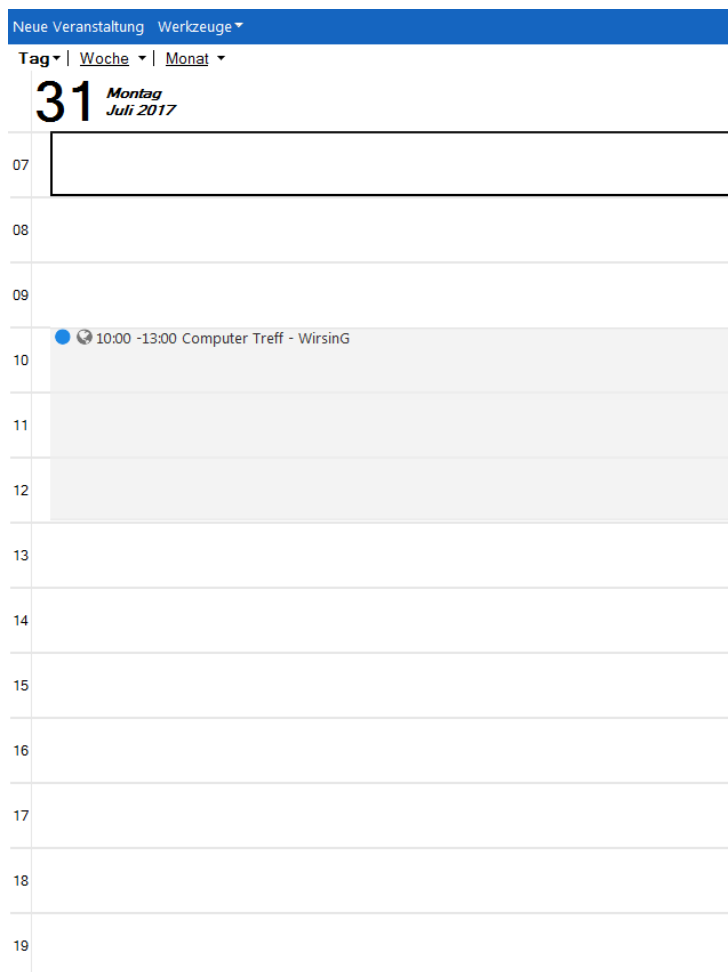 Neue Veranstaltung Werkzeuge
Tag | Woche | Monat
31 Montag
Juli 2017
07
08
09
10:00 -13:00 Computer Treff - WirsinG
10
11
12
13
14
15
16
17
18
19